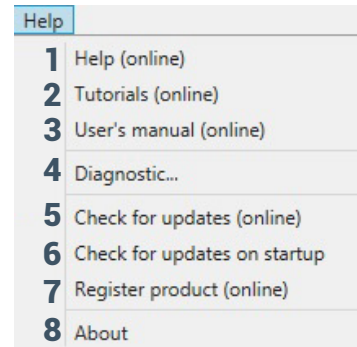 Help
1 Help (online)
2 Tutorials (online)
3 User's manual (online)
4 Diagnostic...
5 Check for updates (online)
6 Check for updates on startup
7 Register product (online)
8 About